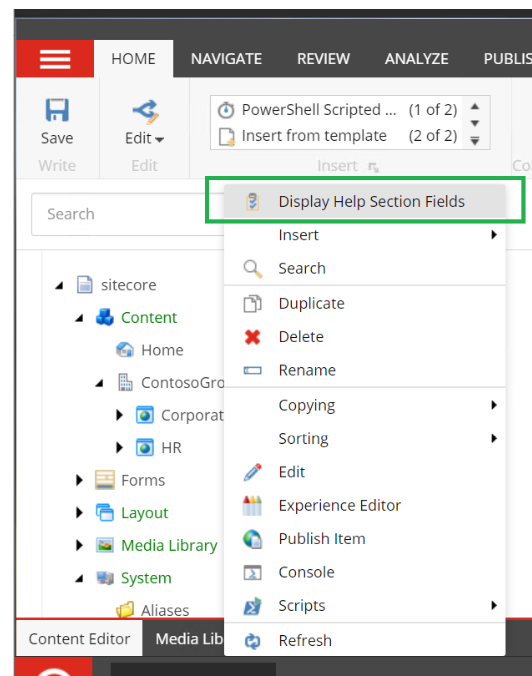 HOME NAVIGATE REVIEW ANALYZE PUBLIS
PowerShell Scripted ... (1 of 2)
Save Edit Insert from template (2 of 2)
Write Edit Insert Co
Search
Display Help Section Fields
Insert
Search
Duplicate
Delete
Rename
Copying
Sorting
Edit
Experience Editor
Publish Item
Console
Scripts
Refresh
sitecore
Content
Home
ContosoGro
Corporat
HR
Forms
Layout
Media Library
System
Aliases
Content Editor Media Lib